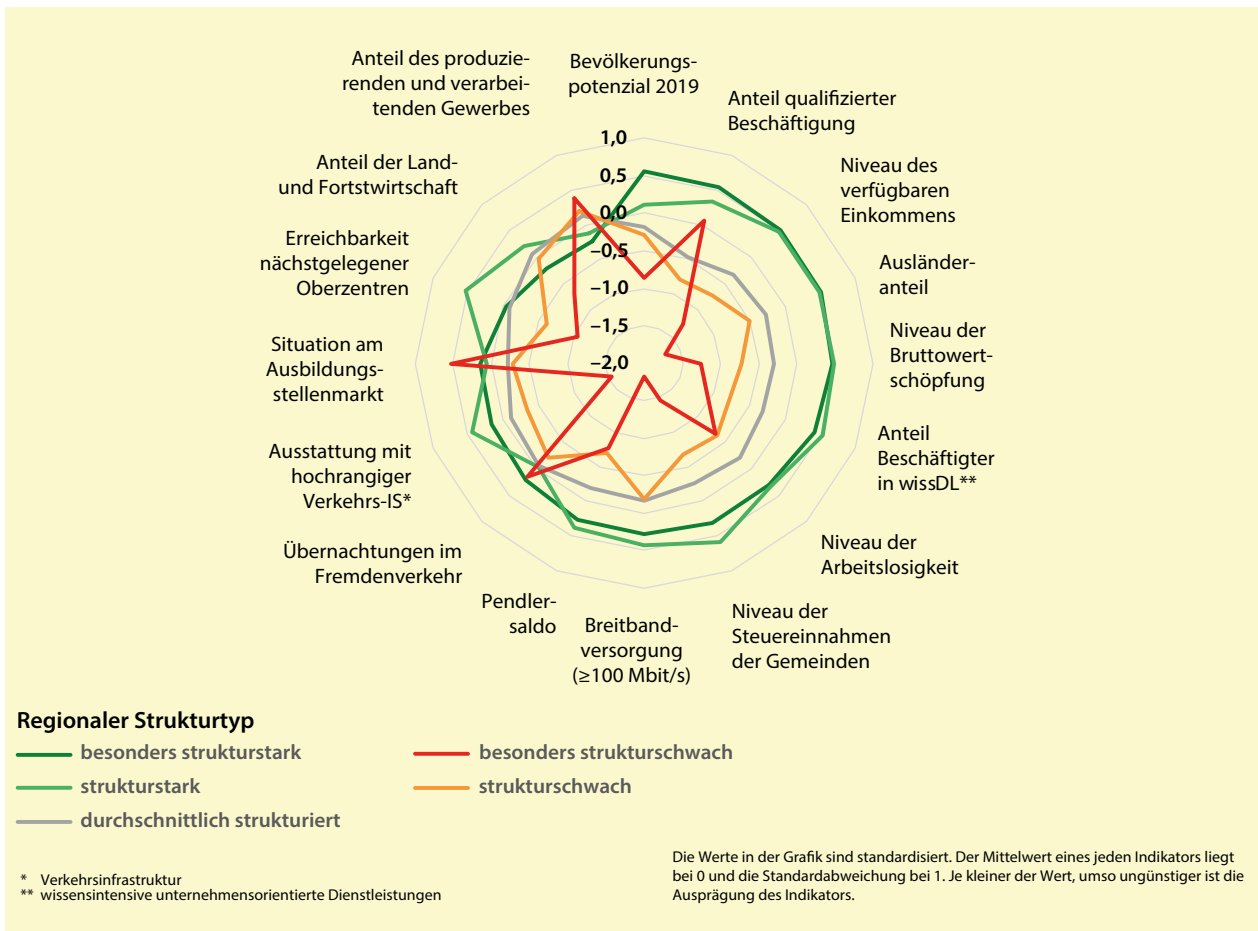 Anteil des produzie-
renden und verarbei-
tenden Gewerbes
Bevölkerungs-
potenzial 2019
Anteil qualifizierter
Beschäftigung
Niveau des
verfügbaren
Einkommens
Ausländer-
anteil
Niveau der
Bruttowert-
schöpfung
Anteil
Beschäftigter
in wissDL**
Niveau der
Arbeitslosigkeit
Niveau der
Steuereinnahmen
der Gemeinden
Breitband-
versorgung
(≥100 Mbit/s)
Pendler-
saldo
Übernachtungen im
Fremdenverkehr
Ausstattung mit
hochrangiger
Verkehrs-IS*
Situation am
Ausbildungs-
stellenmarkt
Erreichbarkeit
nächstgelegener
Oberzentren
Anteil der Land-
und Fortstwirtschaft
1,0
0,5
0,0
–0,5
–1,0
–1,5
–2,0
Regionaler Strukturtyp
besonders strukturstark
strukturstark
durchschnittlich strukturiert
besonders strukturschwach
strukturschwach
* Verkehrsinfrastruktur
** wissensintensive unternehmensorientierte Dienstleistungen
Die Werte in der Grafik sind standardisiert. Der Mittelwert eines jeden Indikators liegt
bei 0 und die Standardabweichung bei 1. Je kleiner der Wert, umso ungünstiger ist die
Ausprägung des Indikators.